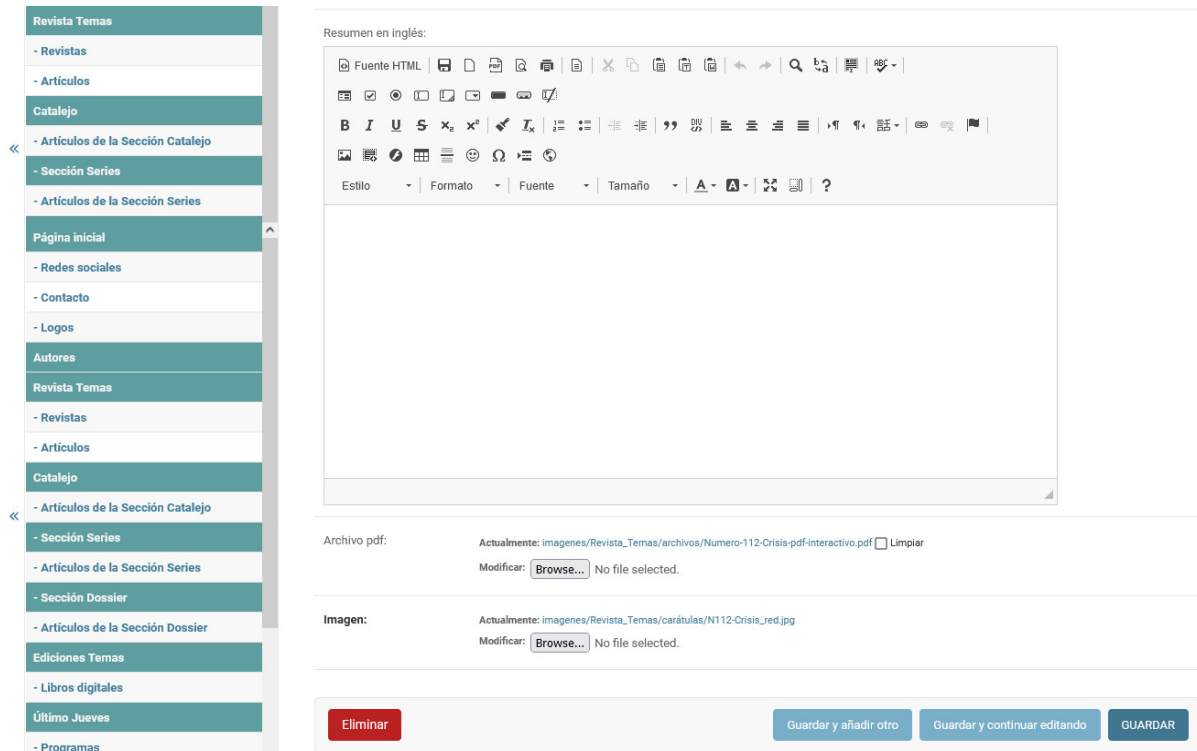 Revista Temas
- Revistas
- Artículos
Catalejo
- Artículos de la Sección Catalejo
- Sección Series
- Artículos de la Sección Series
Página inicial
- Redes sociales
- Contacto
- Logos
Autores
Revista Temas
- Revistas
- Artículos
Catalejo
- Artículos de la Sección Catalejo
- Sección Series
- Artículos de la Sección Series
- Sección Dossier
- Artículos de la Sección Dossier
Ediciones Temas
- Libros digitales
Último Jueves
- Programas
Resumen en inglés:
Fuente HTML
Estilo Formato Fuente Tamaño
Archivo pdf: Actualmente: imagenes/Revista_Temas/archivos/Numero-112-Crisis-pdf-interactivo.pdf Limpiar
Modificar: Browse... No file selected.
Imagen: Actualmente: imagenes/Revista_Temas/carátulas/N112-Crisis_red.jpg
Modificar: Browse... No file selected.
Eliminar Guardar y añadir otro Guardar y continuar editando GUARDAR